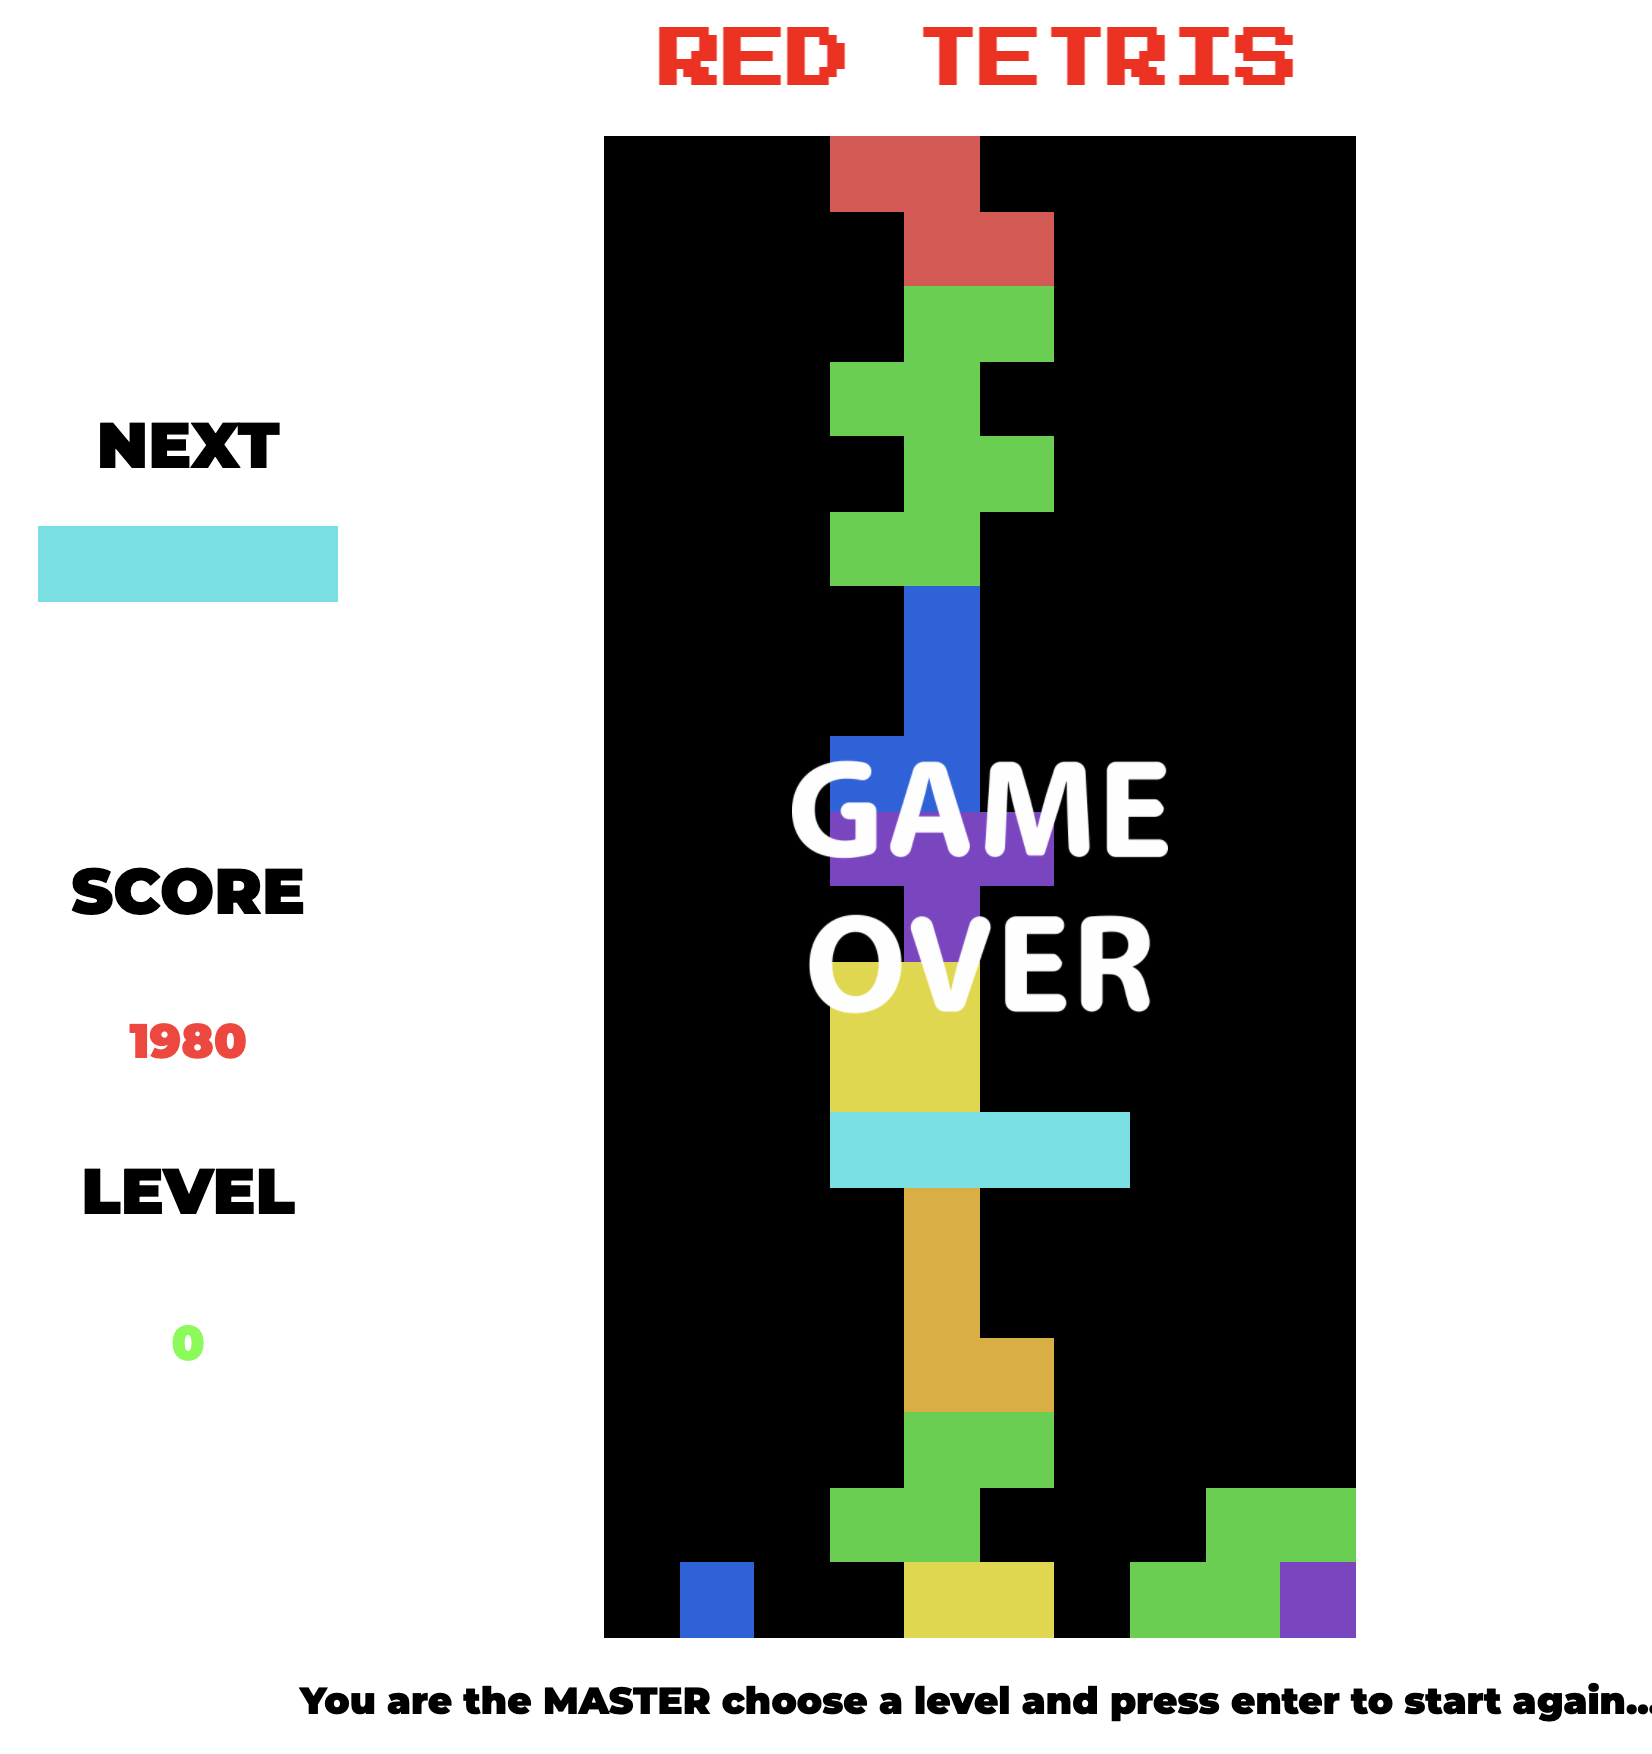 RED TETRIS
NEXT
GAME
OVER
SCORE
1980
LEVEL
0
You are the MASTER choose a level and press enter to start again...